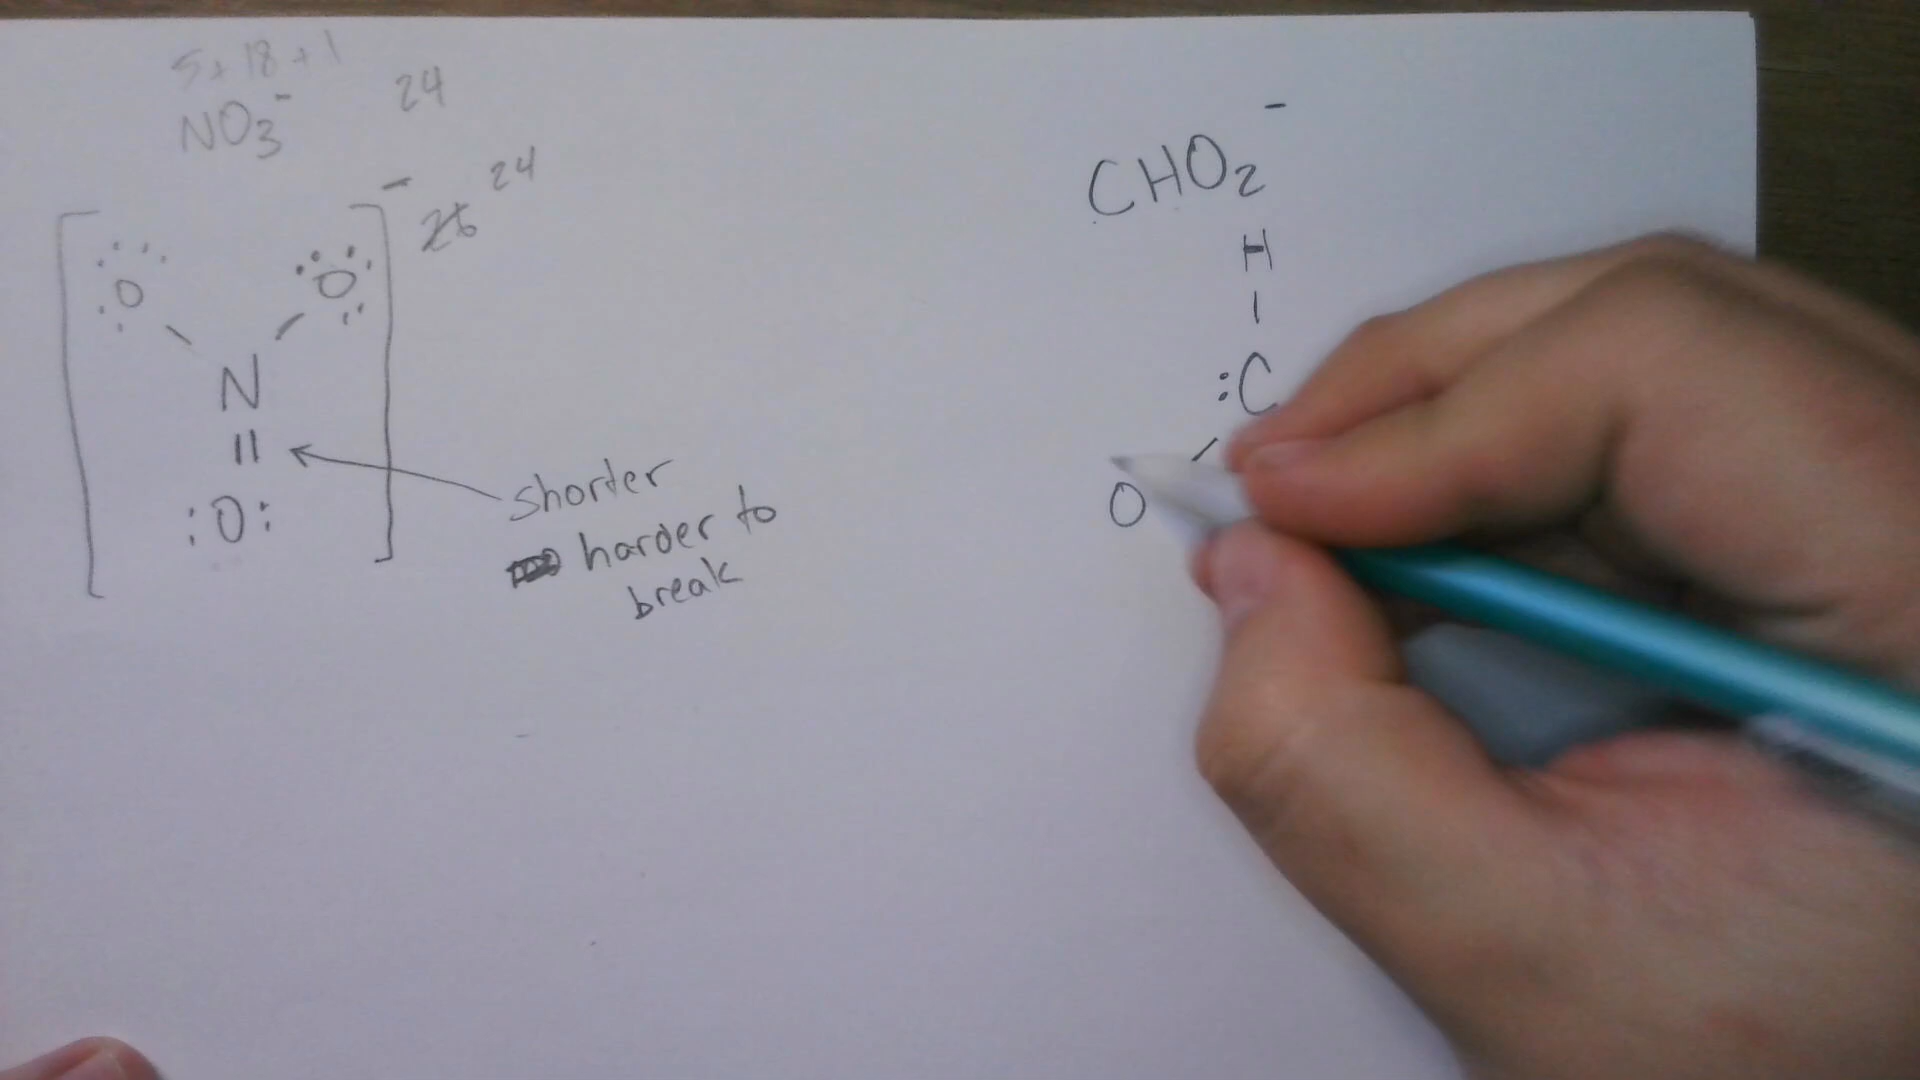 5+18+1
NO3⁻ 24
24
26
O O ⁻
N
||
:O:
shorter
harder to
break
CHO2⁻
H
|
:C
O